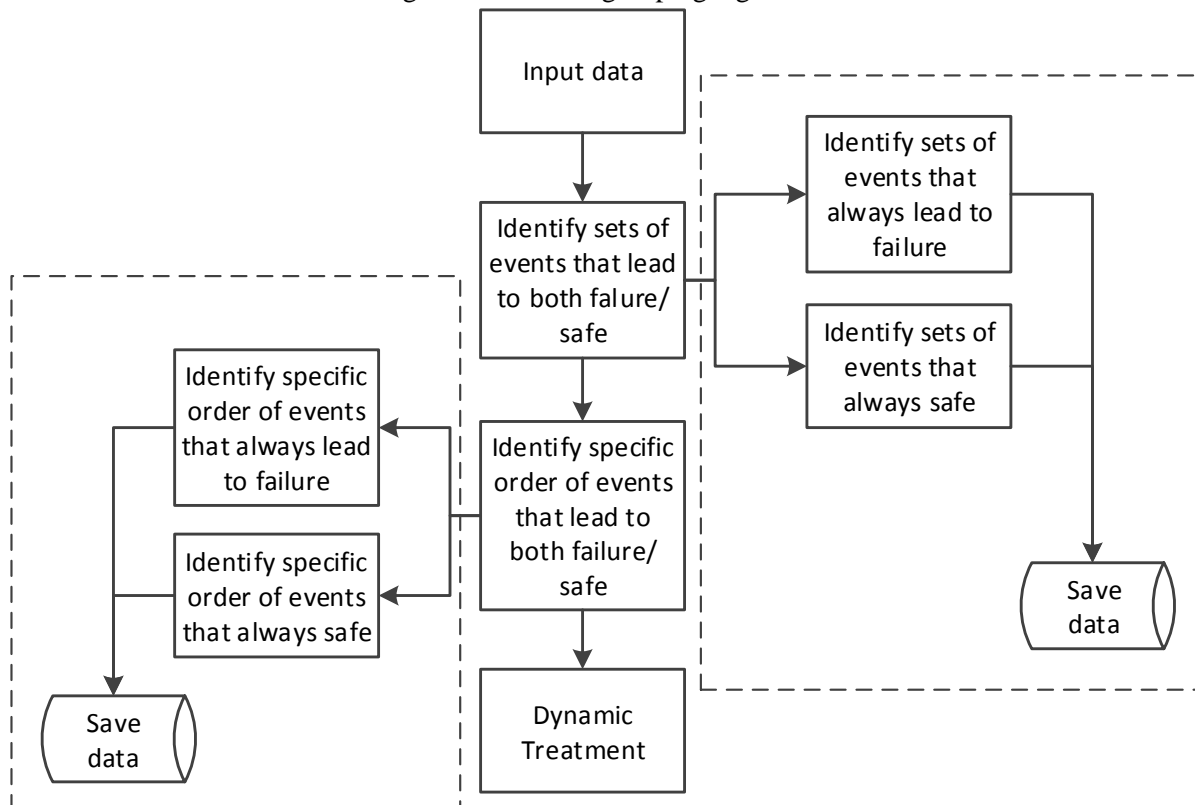 Input data
Identify sets of
events that
always lead to
failure
Identify sets of
events that lead
to both falure/
safe
Identify sets of
events that
always safe
Identify specific
order of events
that always lead
to failure
Identify specific
order of events
that lead to
both failure/
safe
Identify specific
order of events
that always safe
Save
data
Save
data
Dynamic
Treatment